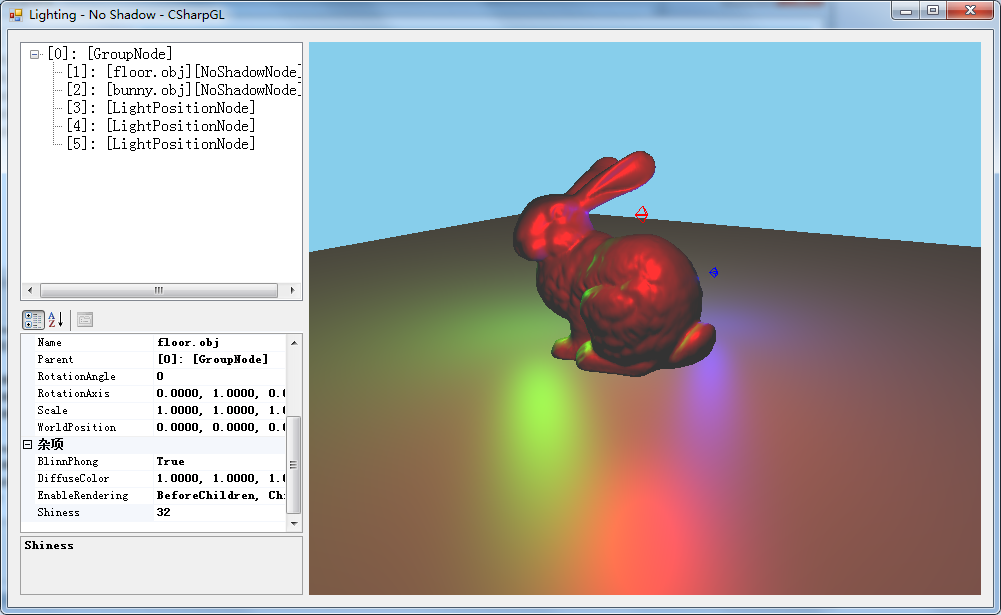 Lighting - No Shadow - CSharpGL
[0]: [GroupNode]
[1]: [floor.obj][NoShadowNode]
[2]: [bunny.obj][NoShadowNode]
[3]: [LightPositionNode]
[4]: [LightPositionNode]
[5]: [LightPositionNode]
Name floor.obj
Parent [0]: [GroupNode]
RotationAngle 0
RotationAxis 0.0000, 1.0000, 0.0
Scale 1.0000, 1.0000, 1.0
WorldPosition 0.0000, 0.0000, 0.0
杂项
BlinnPhong True
DiffuseColor 1.0000, 1.0000, 1.0
EnableRendering BeforeChildren, Chi
Shiness 32
Shiness